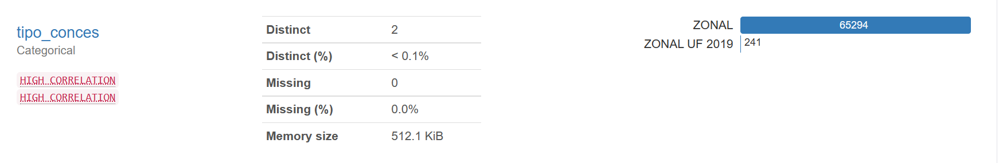 tipo_conces
Categorical
HIGH CORRELATION
HIGH CORRELATION
Distinct 2
Distinct (%) < 0.1%
Missing 0
Missing (%) 0.0%
Memory size 512.1 KiB
ZONAL 65294
ZONAL UF 2019 241